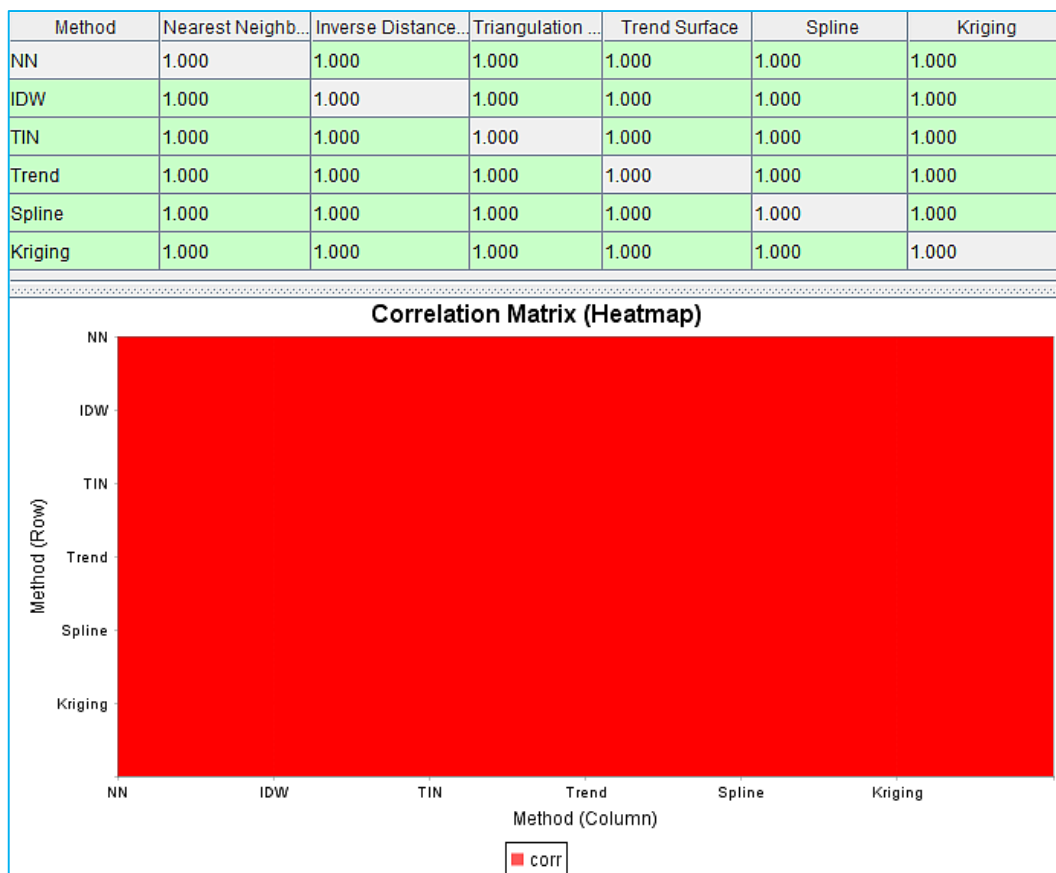 Method Nearest Neighb... Inverse Distance... Triangulation ... Trend Surface Spline Kriging
NN 1.000 1.000 1.000 1.000 1.000 1.000
IDW 1.000 1.000 1.000 1.000 1.000 1.000
TIN 1.000 1.000 1.000 1.000 1.000 1.000
Trend 1.000 1.000 1.000 1.000 1.000 1.000
Spline 1.000 1.000 1.000 1.000 1.000 1.000
Kriging 1.000 1.000 1.000 1.000 1.000 1.000
Correlation Matrix (Heatmap)
Method (Row)
NN
IDW
TIN
Trend
Spline
Kriging
NN IDW TIN Trend Spline Kriging
Method (Column)
corr